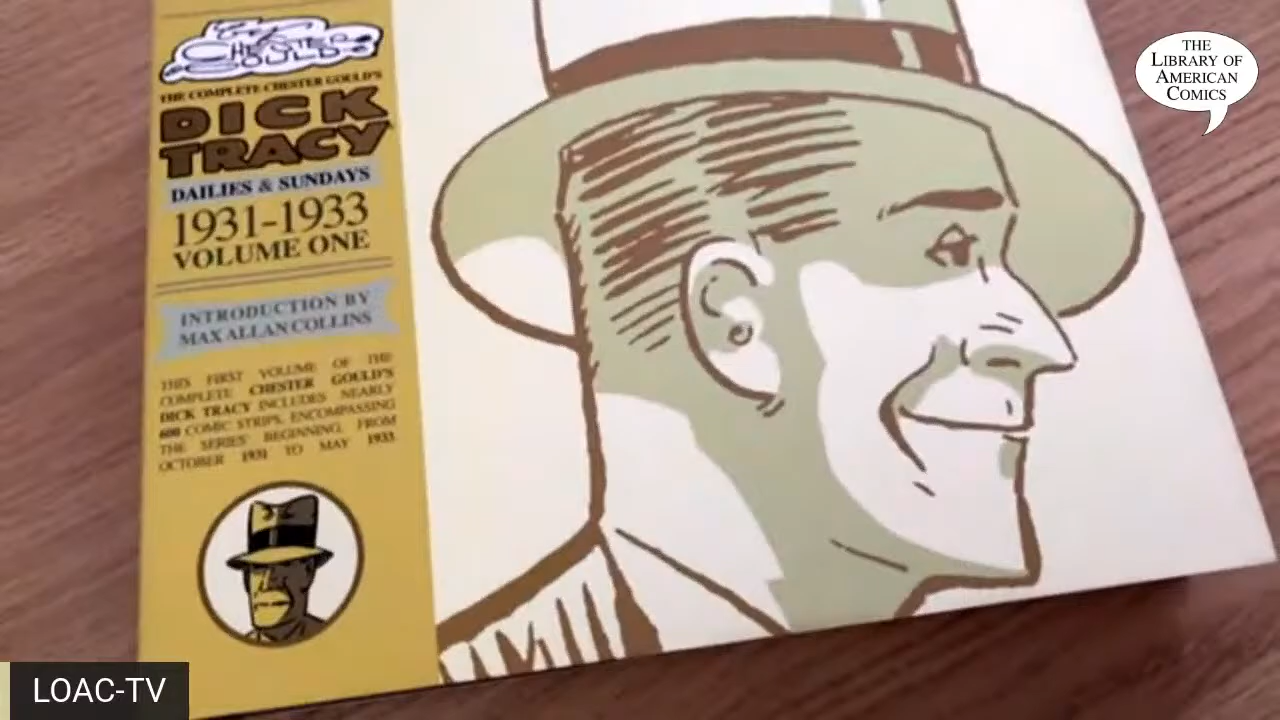 CHESTER
GOULD
THE COMPLETE CHESTER GOULD'S
DICK
TRACY
DAILIES & SUNDAYS
1931-1933
VOLUME ONE
INTRODUCTION BY
MAX ALLAN COLLINS
THIS FIRST VOLUME OF THE
COMPLETE CHESTER GOULD'S
DICK TRACY INCLUDES NEARLY
600 COMIC STRIPS, ENCOMPASSING
THE SERIES' BEGINNING, FROM
OCTOBER 1931 TO MAY 1933
THE
LIBRARY OF
AMERICAN
COMICS
LOAC-TV